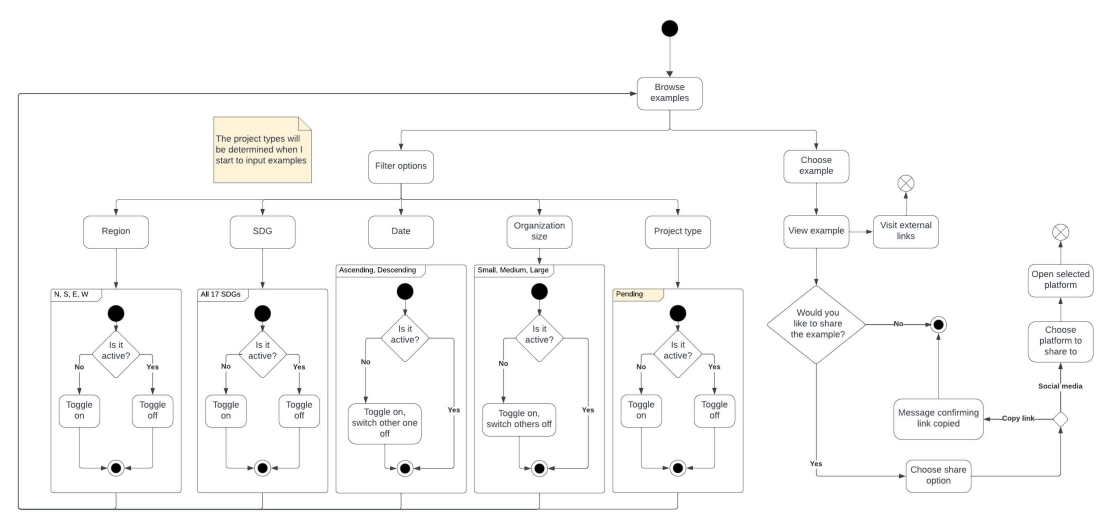 Browse
examples
The project types will
be determined when I
start to input examples
Filter options
Choose
example
Region
SDG
Date
Organization
size
Project type
View example
Visit external
links
N, S, E, W
Is it
active?
No
Yes
Toggle
on
Toggle
off
All 17 SDGs
Is it
active?
No
Yes
Toggle
on
Toggle
off
Ascending, Descending
Is it
active?
No
Yes
Toggle on,
switch other one
off
Small, Medium, Large
Is it
active?
No
Yes
Toggle on,
switch others off
Pending
Is it
active?
No
Yes
Toggle
on
Toggle
off
Would you
like to share
the example?
No
Yes
Choose share
option
Copy link
Message confirming
link copied
Social media
Choose
platform to
share to
Open selected
platform